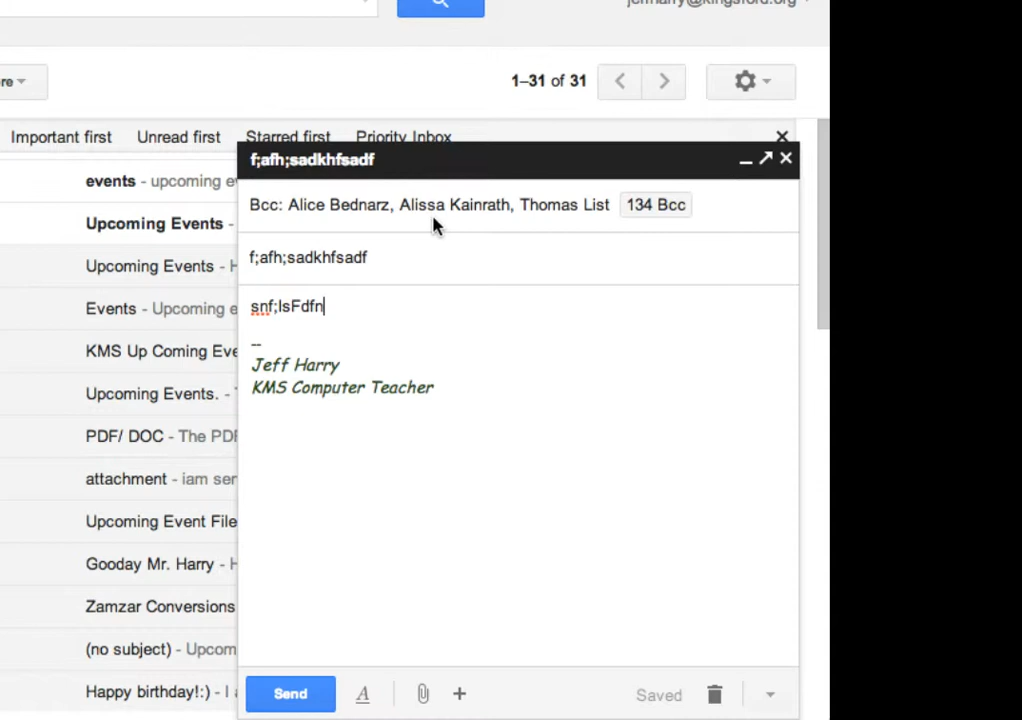 re
1–31 of 31
Important first Unread first Starred first Priority Inbox
f;afh;sadkhfsadf
events - upcoming
Bcc: Alice Bednarz, Alissa Kainrath, Thomas List 134 Bcc
Upcoming Events -
f;afh;sadkhfsadf
Upcoming Events -
snf;lsFdfn
Events - Upcoming
--
KMS Up Coming Eve
Jeff Harry
KMS Computer Teacher
Upcoming Events. -
PDF/ DOC - The PDF
attachment - iam ser
Upcoming Event File
Gooday Mr. Harry -
Zamzar Conversions
(no subject) - Upcom
Happy birthday!:) - I
Send A Saved